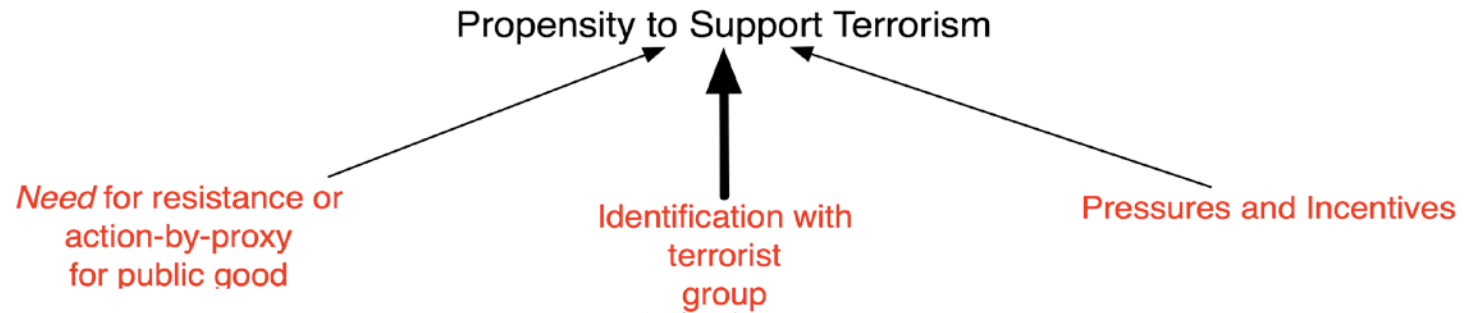 Propensity to Support Terrorism
Need for resistance or
action-by-proxy
for public good
Identification with
terrorist
group
Pressures and Incentives